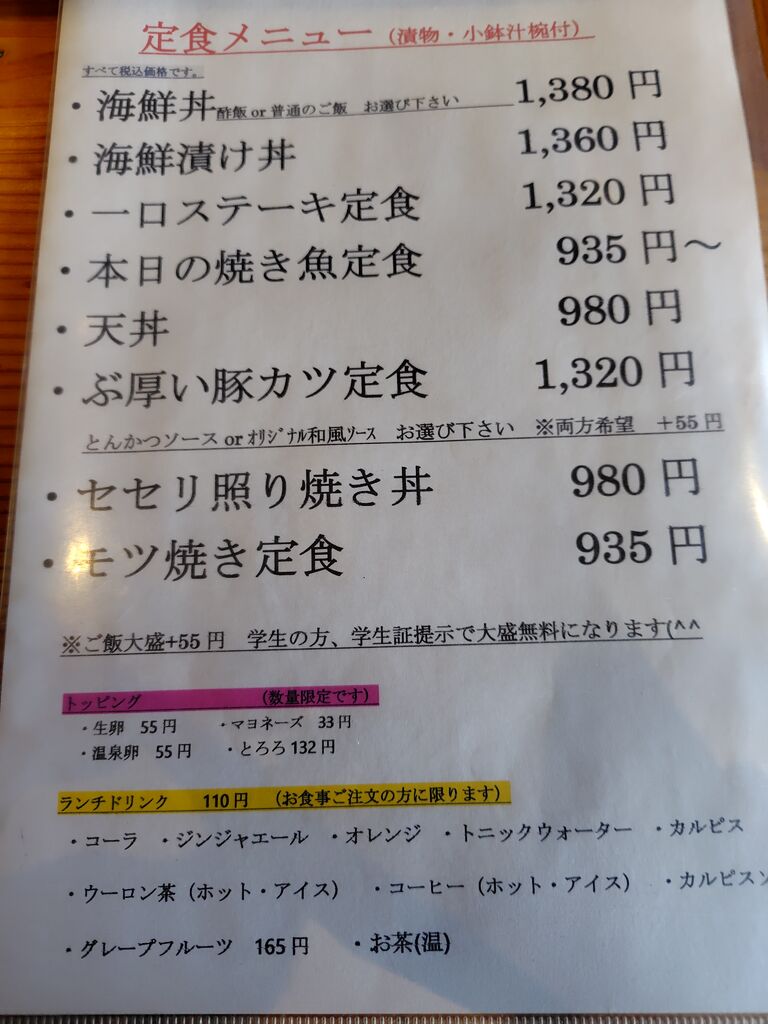 定食メニュー（漬物・小鉢汁椀付）
すべて税込価格です。
・海鮮丼酢飯 or 普通のご飯　お選び下さい　1,380 円
・海鮮漬け丼　1,360 円
・一口ステーキ定食　1,320 円
・本日の焼き魚定食　935 円～
・天丼　980 円
・ぶ厚い豚カツ定食　1,320 円
とんかつソース or ｵﾘｼﾞﾅﾙ和風ｿｰｽ　お選び下さい　※両方希望　＋55 円
・セセリ照り焼き丼　980 円
・モツ焼き定食　935 円
※ご飯大盛+55 円　学生の方、学生証提示で大盛無料になります(^^
トッピング　（数量限定です）
・生卵　55 円　・マヨネーズ　33 円
・温泉卵　55 円　・とろろ 132 円
ランチドリンク　110 円　（お食事ご注文の方に限ります）
・コーラ　・ジンジャエール　・オレンジ　・トニックウォーター　・カルピス
・ウーロン茶（ホット・アイス）　・コーヒー（ホット・アイス）　・カルピス
・グレープフルーツ　165 円　・お茶(温)